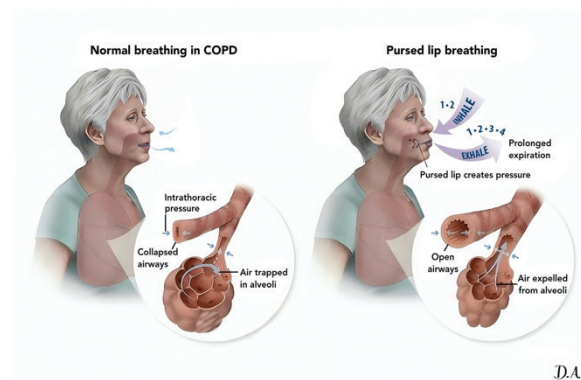 Normal breathing in COPD
Intrathoracic
pressure
Collapsed
airways
Air trapped
in alveoli
Pursed lip breathing
1•2
INHALE
1•2•3•4
EXHALE
Prolonged
expiration
Pursed lip creates pressure
Open
airways
Air expelled
from alveoli
D.A